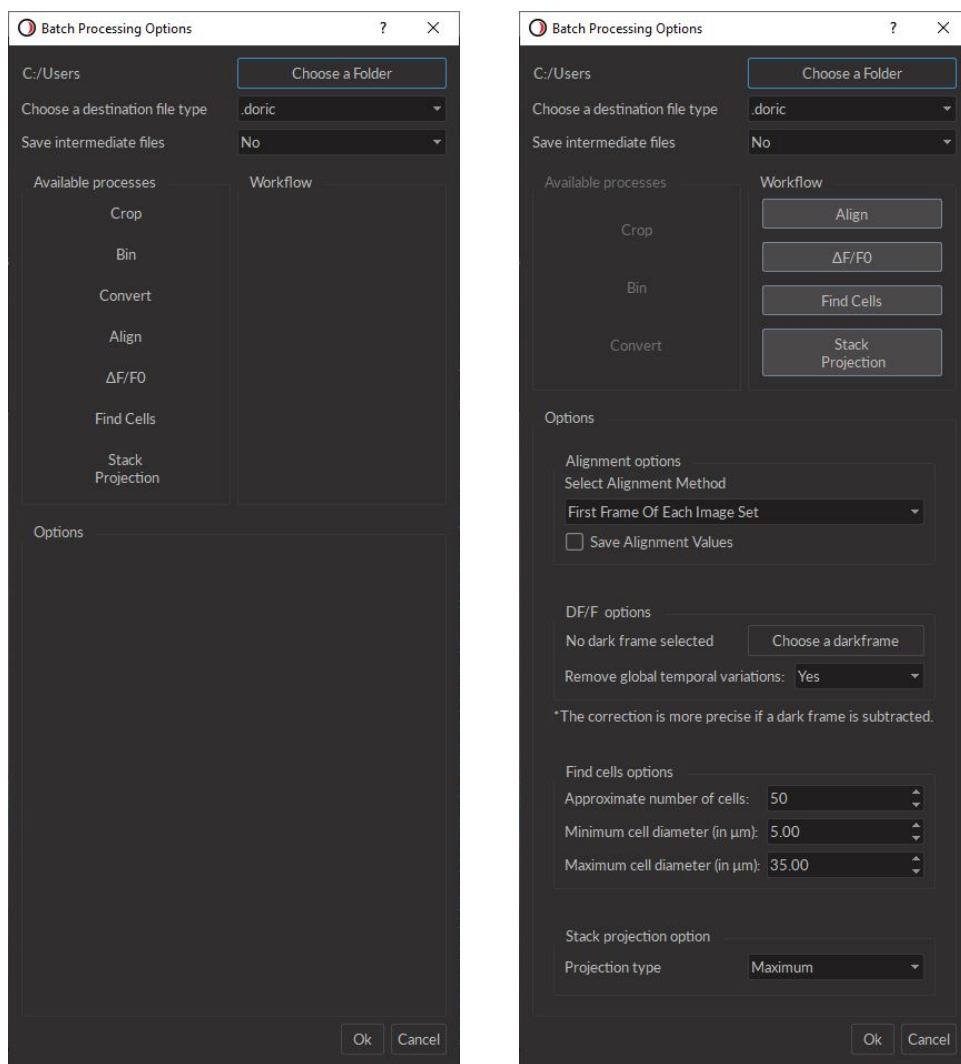 Batch Processing Options ? ×
C:/Users Choose a Folder
Choose a destination file type .doric
Save intermediate files No
Available processes Workflow
Crop
Bin
Convert
Align
ΔF/F0
Find Cells
Stack
Projection
Options
Ok Cancel
Batch Processing Options ? ×
C:/Users Choose a Folder
Choose a destination file type .doric
Save intermediate files No
Available processes
Crop
Bin
Convert
Workflow
Align
ΔF/F0
Find Cells
Stack
Projection
Options
Alignment options
Select Alignment Method
First Frame Of Each Image Set
Save Alignment Values
DF/F options
No dark frame selected Choose a darkframe
Remove global temporal variations: Yes
*The correction is more precise if a dark frame is subtracted.
Find cells options
Approximate number of cells: 50
Minimum cell diameter (in µm): 5.00
Maximum cell diameter (in µm): 35.00
Stack projection option
Projection type Maximum
Ok Cancel